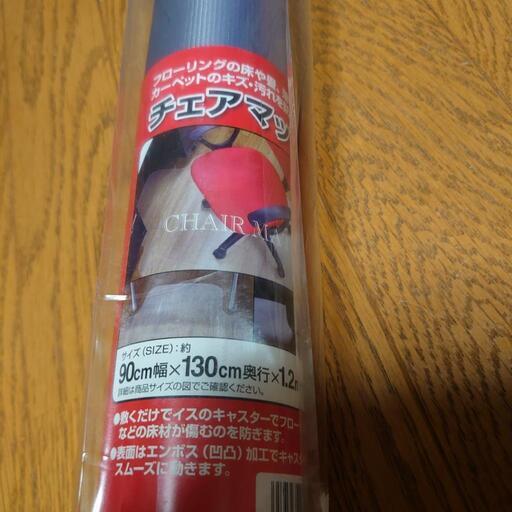 フローリングの床や畳・
カーペットのキズ・汚れを
チェアマッ
CHAIR MA
サイズ(SIZE):約
90cm幅×130cm奥行×1.2m
詳細は商品サイズの図でご確認ください。
●敷くだけでイスのキャスターでフロー
などの床材が傷むのを防ぎます。
●表面はエンボス(凹凸)加工でキャス
スムーズに動きます。